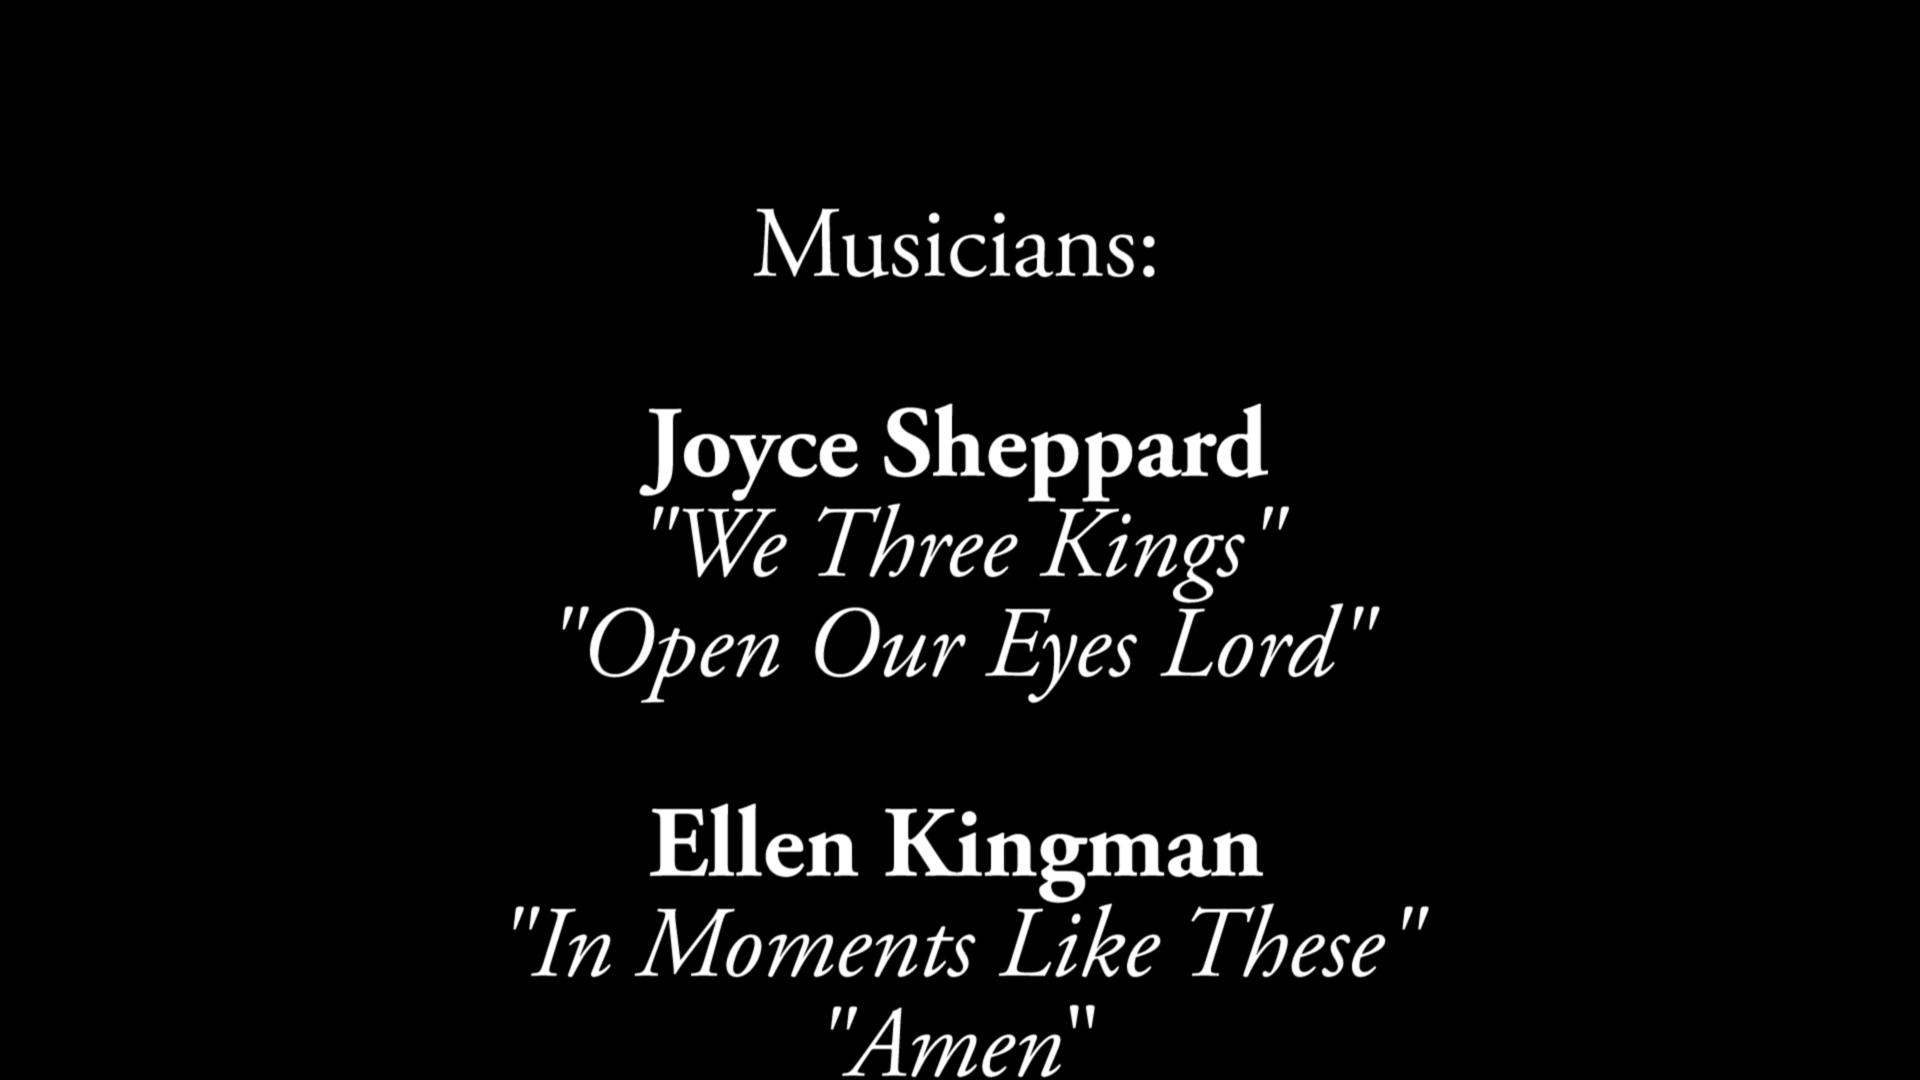 Musicians:
Joyce Sheppard
"We Three Kings"
"Open Our Eyes Lord"
Ellen Kingman
"In Moments Like These"
"Amen"